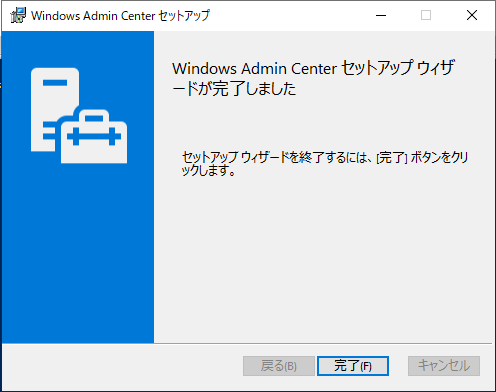 Windows Admin Center セットアップ
Windows Admin Center セットアップ ウィザ
ードが完了しました
セットアップ ウィザードを終了するには、[完了] ボタンをクリ
ックします。
戻る(B) 完了(F) キャンセル